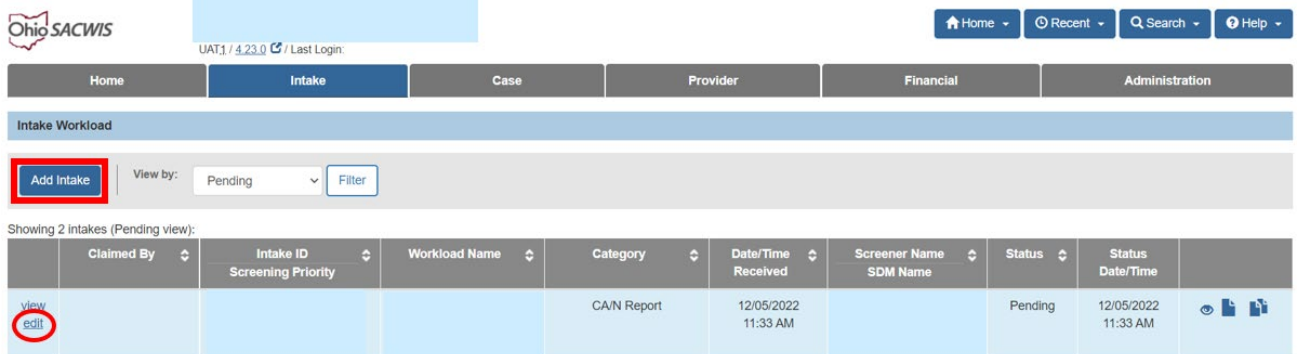 Ohio SACWIS
UAT1 / 4.23.0 / Last Login:
Home
Recent
Search
Help
Home
Intake
Case
Provider
Financial
Administration
Intake Workload
Add Intake
View by:
Pending
Filter
Showing 2 intakes (Pending view):
Claimed By
Intake ID
Screening Priority
Workload Name
Category
Date/Time
Received
Screener Name
SDM Name
Status
Status
Date/Time
view
edit
CA/N Report
12/05/2022
11:33 AM
Pending
12/05/2022
11:33 AM